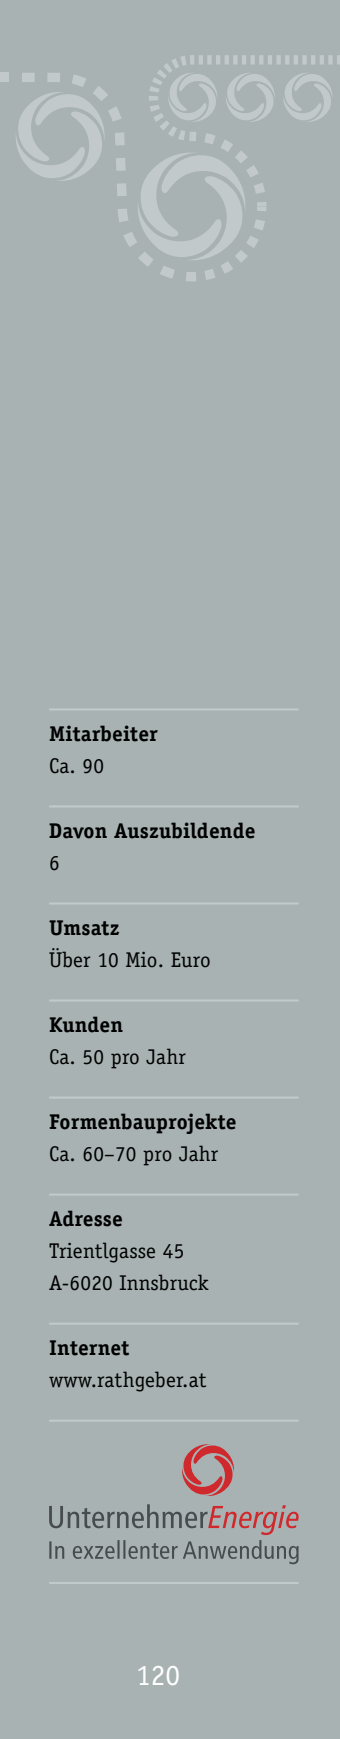 Mitarbeiter
Ca. 90
Davon Auszubildende
6
Umsatz
Über 10 Mio. Euro
Kunden
Ca. 50 pro Jahr
Formenbauprojekte
Ca. 60–70 pro Jahr
Adresse
Trientlgasse 45
A-6020 Innsbruck
Internet
www.rathgeber.at
UnternehmerEnergie
In exzellenter Anwendung
120